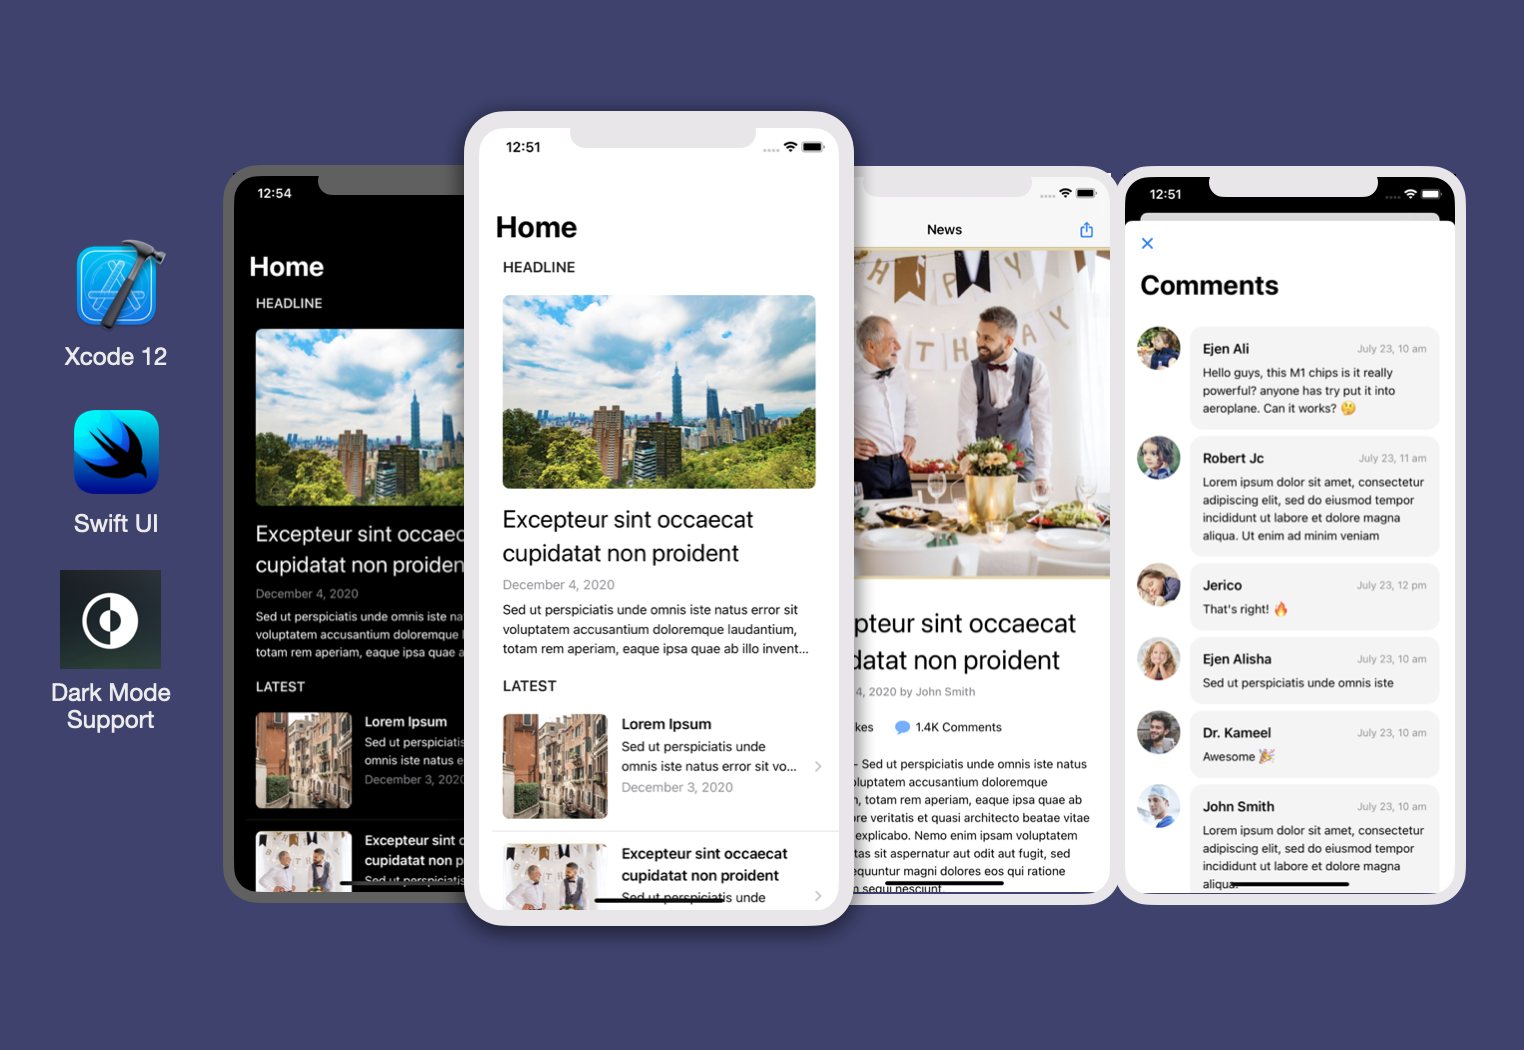 Xcode 12
Swift UI
Dark Mode
Support
12:54
Home
HEADLINE
Excepteur sint occaec
cupidatat non proiden
December 4, 2020
Sed ut perspiciatis unde omnis iste na
voluptatem accusantium doloremque l
totam rem aperiam, eaque ipsa quae a
LATEST
Lorem Ipsum
Sed ut perspiciatis
omnis iste natus e
December 3, 2020
Excepteur sint c
cupidatat non p
Sed ut perspiciatis
12:51
Home
HEADLINE
Excepteur sint occaecat
cupidatat non proident
December 4, 2020
Sed ut perspiciatis unde omnis iste natus error sit
voluptatem accusantium doloremque laudantium,
totam rem aperiam, eaque ipsa quae ab illo invent...
LATEST
Lorem Ipsum
Sed ut perspiciatis unde
omnis iste natus error sit vo...
December 3, 2020
Excepteur sint occaecat
cupidatat non proident
Sed ut perspiciatis unde
News
HAPPY
THDAY
pteur sint occaecat
datat non proident
4, 2020 by John Smith
kes
1.4K Comments
- Sed ut perspiciatis unde omnis iste natus
oluptatem accusantium doloremque
n, totam rem aperiam, eaque ipsa quae ab
ore veritatis et quasi architecto beatae vitae
explicabo. Nemo enim ipsam voluptatem
tas sit aspernatur aut odit aut fugit, sed
equuntur magni dolores eos qui ratione
m sequi nesciunt
12:51
Comments
Ejen Ali
July 23, 10 am
Hello guys, this M1 chips is it really
powerful? anyone has try put it into
aeroplane. Can it works? 🤔
Robert Jc
July 23, 11 am
Lorem ipsum dolor sit amet, consectetur
adipiscing elit, sed do eiusmod tempor
incididunt ut labore et dolore magna
aliqua. Ut enim ad minim veniam
Jerico
July 23, 12 pm
That's right! 🔥
Ejen Alisha
July 23, 10 am
Sed ut perspiciatis unde omnis iste
Dr. Kameel
July 23, 10 am
Awesome 🎉
John Smith
July 23, 10 am
Lorem ipsum dolor sit amet, consectetur
adipiscing elit, sed do eiusmod tempor
incididunt ut labore et dolore magna
aliqua.